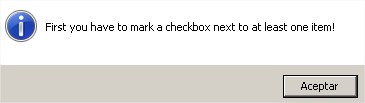 First you have to mark a checkbox next to at least one item!
Aceptar